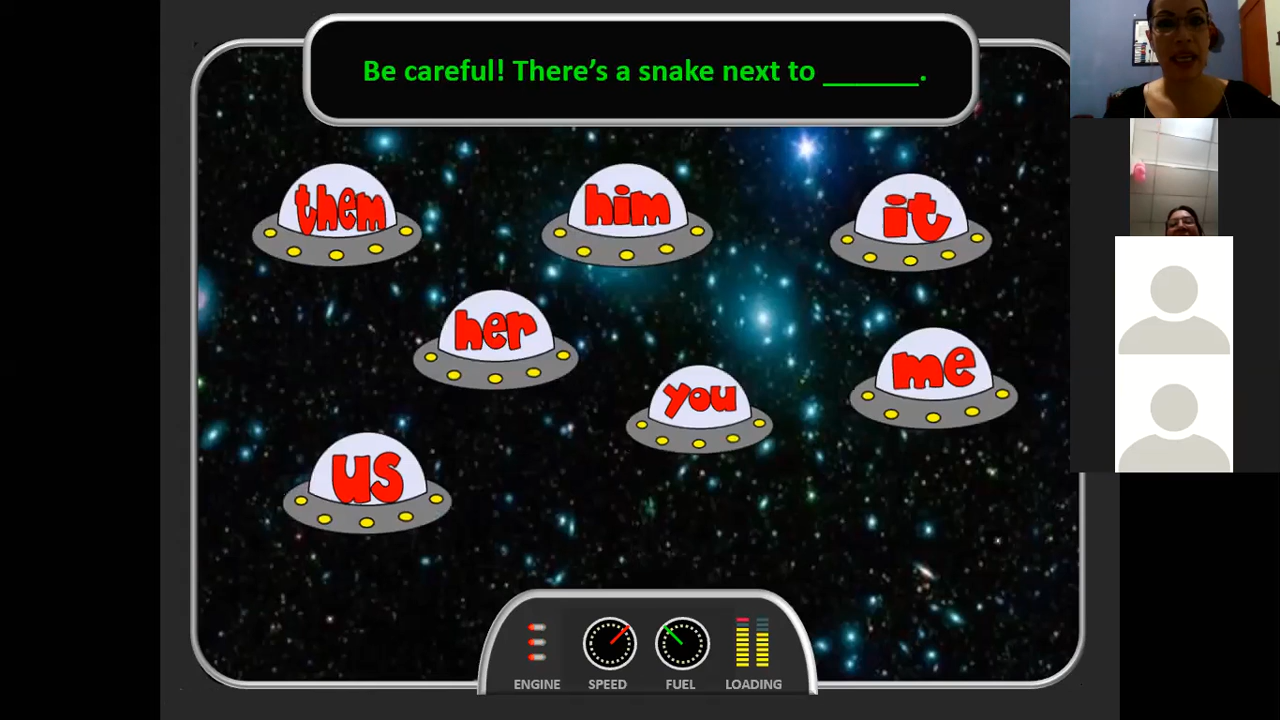 Be careful! There’s a snake next to _______.
them
him
it
her
you
me
us
ENGINE
SPEED
FUEL
LOADING